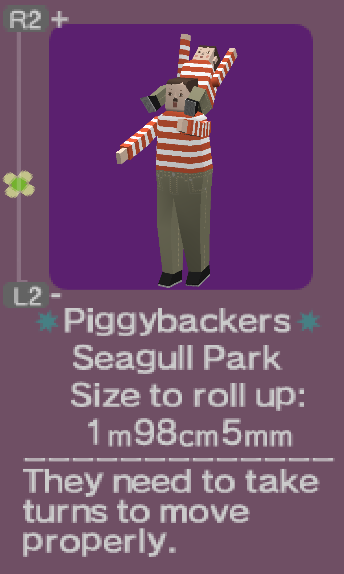 R2 +
L2 -
Piggybackers
Seagull Park
Size to roll up:
1m98cm5mm
They need to take
turns to move
properly.